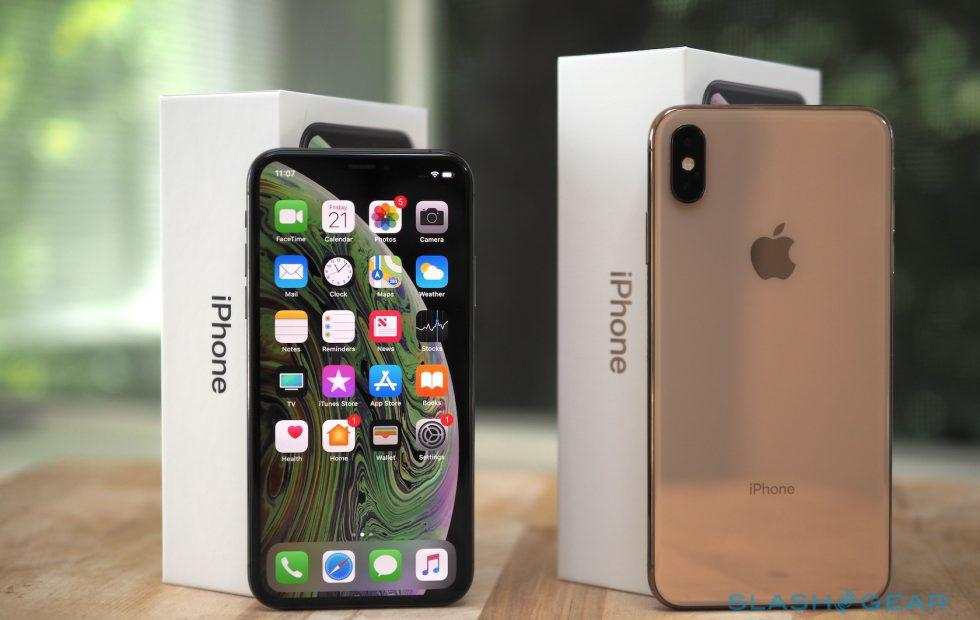 iPhone
11:07
Friday
21
5
FaceTime
Calendar
Photos
Camera
Mail
Clock
Maps
Weather
Notes
Reminders
News
Stocks
TV
iTunes Store
App Store
Books
1
1
Health
Home
Wallet
Settings
iPhone
iPhone
SLASHGEAR